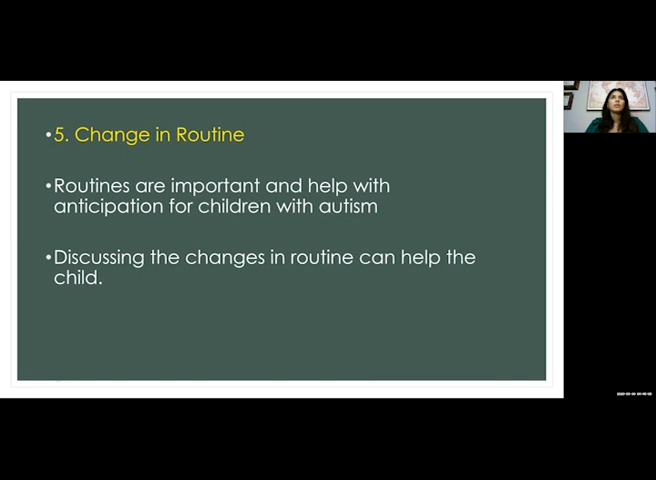 •5. Change in Routine
•Routines are important and help with
anticipation for children with autism
•Discussing the changes in routine can help the
child.